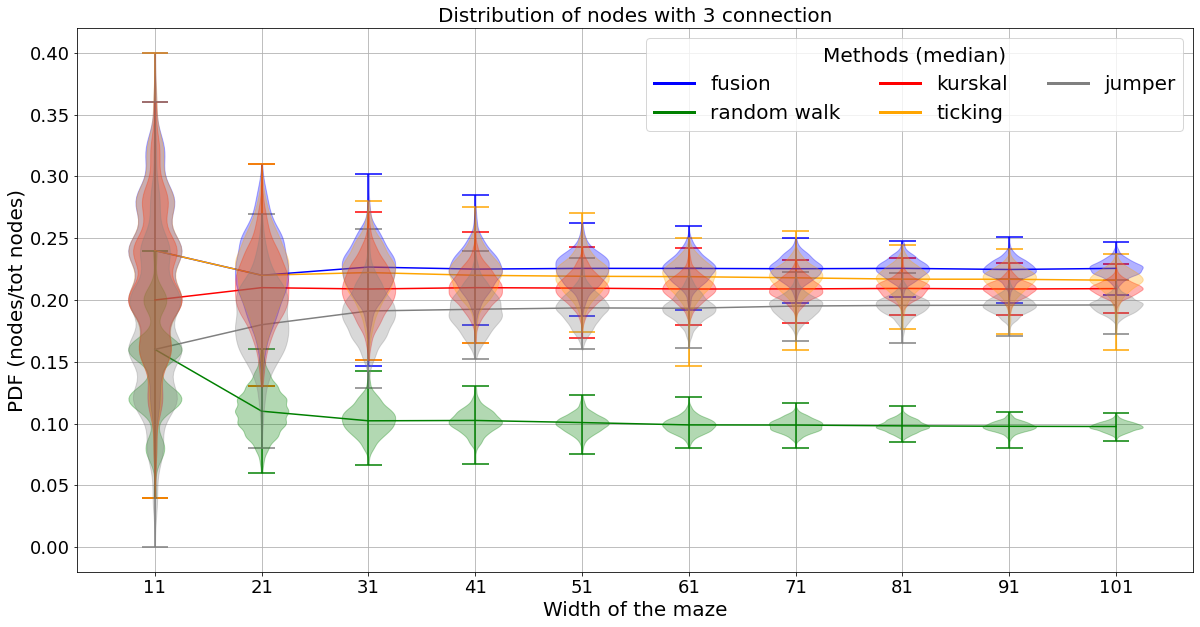 Distribution of nodes with 3 connection
Methods (median)
fusion
random walk
kurskal
ticking
jumper
PDF (nodes/tot nodes)
0.40
0.35
0.30
0.25
0.20
0.15
0.10
0.05
0.00
11 21 31 41 51 61 71 81 91 101
Width of the maze